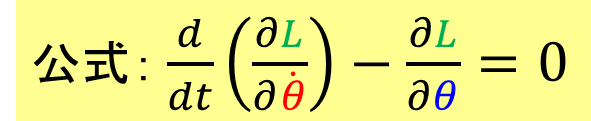 公式: d/dt (∂L/∂θ̇) − ∂L/∂θ = 0